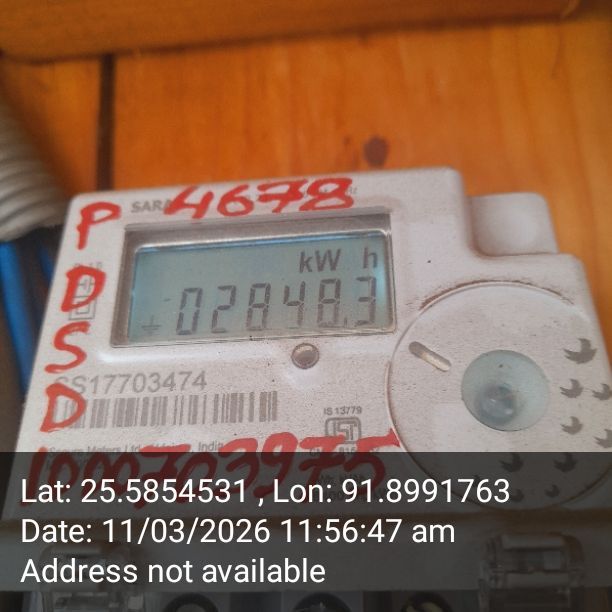 P
4678
D
S
D
kW h
02848.3
SS17703474
IS 13779
1000703975
Lat: 25.5854531 , Lon: 91.8991763
Date: 11/03/2026 11:56:47 am
Address not available